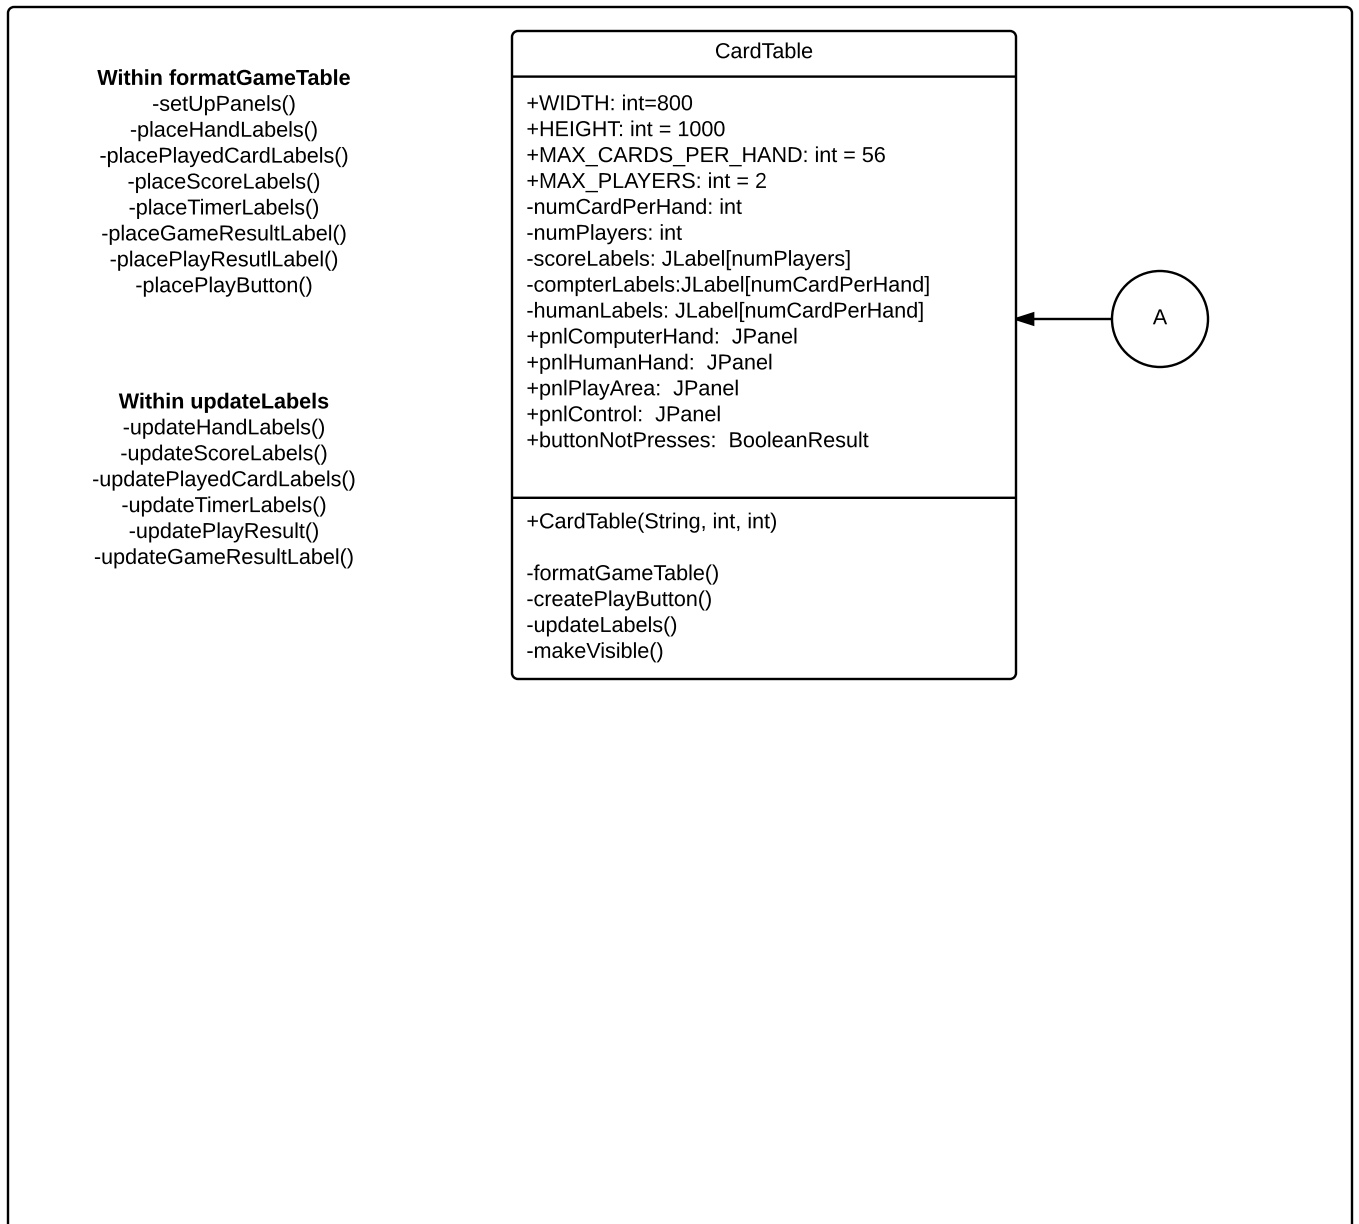 Within formatGameTable
-setUpPanels()
-placeHandLabels()
-placePlayedCardLabels()
-placeScoreLabels()
-placeTimerLabels()
-placeGameResultLabel()
-placePlayResutlLabel()
-placePlayButton()
Within updateLabels
-updateHandLabels()
-updateScoreLabels()
-updatePlayedCardLabels()
-updateTimerLabels()
-updatePlayResult()
-updateGameResultLabel()
CardTable
+WIDTH: int=800
+HEIGHT: int = 1000
+MAX_CARDS_PER_HAND: int = 56
+MAX_PLAYERS: int = 2
-numCardPerHand: int
-numPlayers: int
-scoreLabels: JLabel[numPlayers]
-compterLabels:JLabel[numCardPerHand]
-humanLabels: JLabel[numCardPerHand]
+pnlComputerHand:  JPanel
+pnlHumanHand:  JPanel
+pnlPlayArea:  JPanel
+pnlControl:  JPanel
+buttonNotPresses:  BooleanResult
+CardTable(String, int, int)
-formatGameTable()
-createPlayButton()
-updateLabels()
-makeVisible()
A